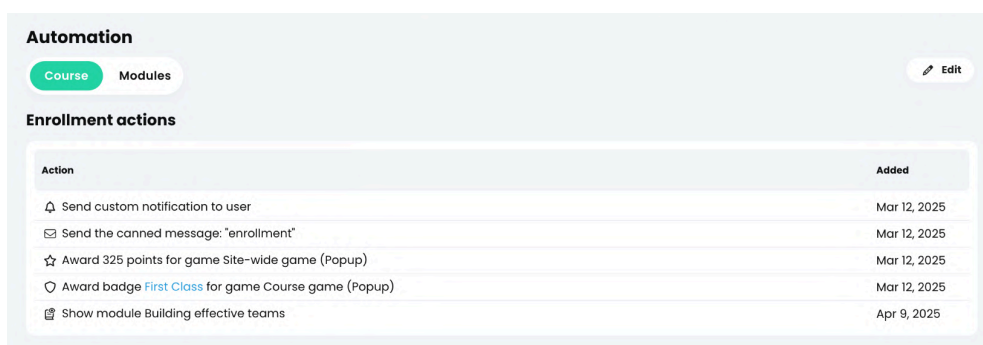 Automation
Course Modules
Edit
Enrollment actions
Action Added
Send custom notification to user Mar 12, 2025
Send the canned message: "enrollment" Mar 12, 2025
Award 325 points for game Site-wide game (Popup) Mar 12, 2025
Award badge First Class for game Course game (Popup) Mar 12, 2025
Show module Building effective teams Apr 9, 2025